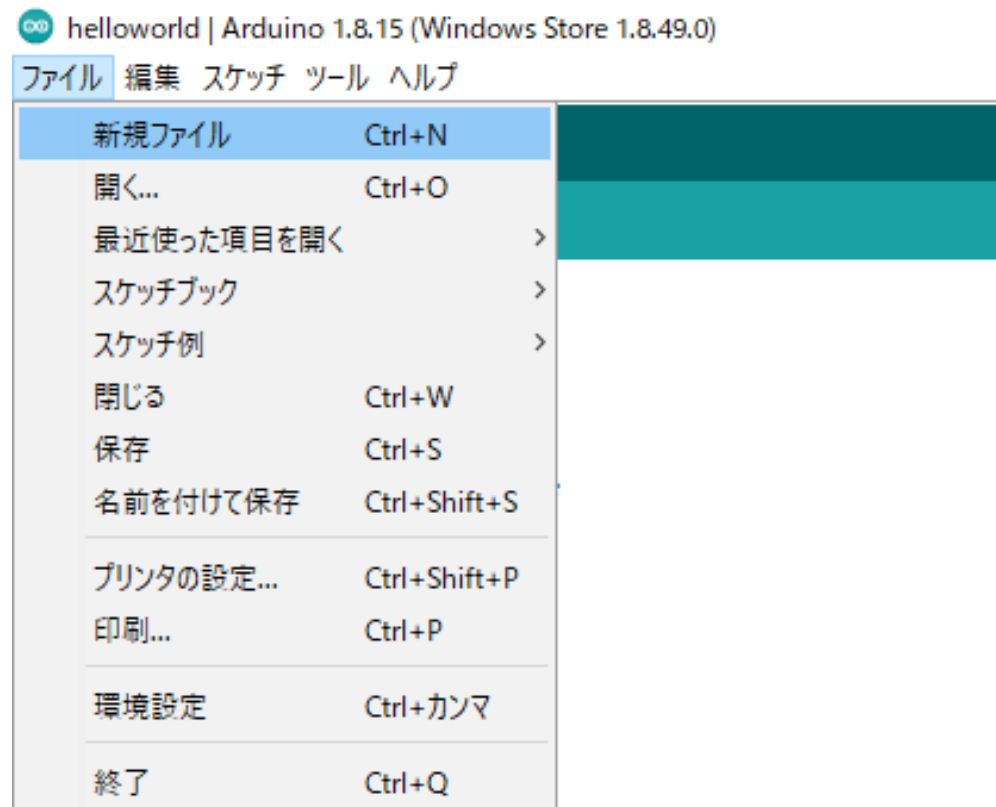 helloworld | Arduino 1.8.15 (Windows Store 1.8.49.0)
ファイル 編集 スケッチ ツール ヘルプ
新規ファイル Ctrl+N
開く... Ctrl+O
最近使った項目を開く
スケッチブック
スケッチ例
閉じる Ctrl+W
保存 Ctrl+S
名前を付けて保存 Ctrl+Shift+S
プリンタの設定... Ctrl+Shift+P
印刷... Ctrl+P
環境設定 Ctrl+カンマ
終了 Ctrl+Q